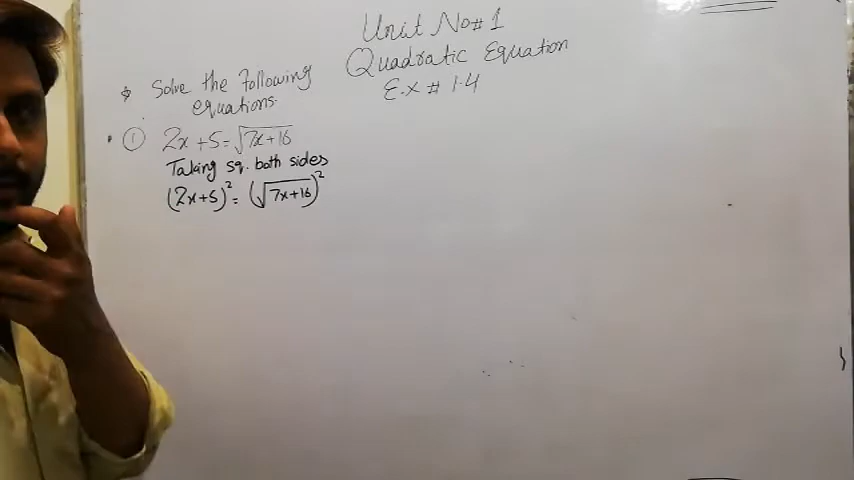 Unit No# 1
Quadratic Equation
E.x # 1.4
Solve the following
equations.
① 2x+5=√7x+16
Taking sq. both sides
(2x+5)² = (√7x+16)²